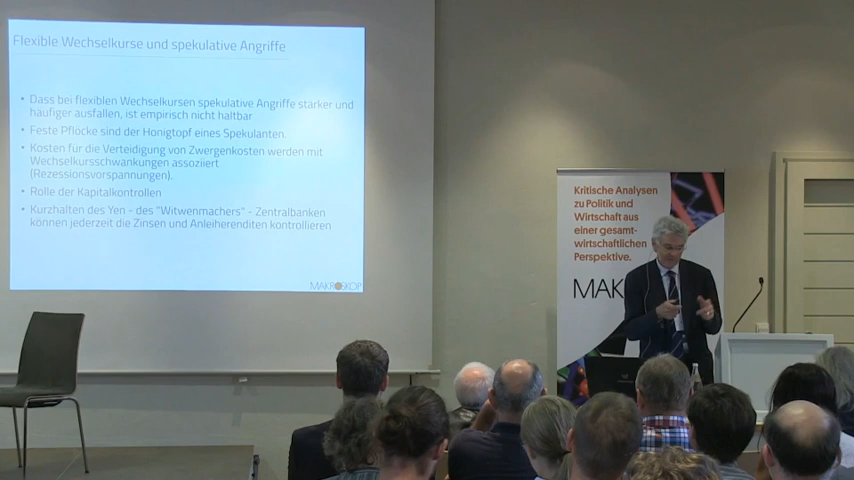 Flexible Wechselkurse und spekulative Angriffe
• Dass bei flexiblen Wechselkursen spekulative Angriffe stärker und
häufiger ausfallen, ist empirisch nicht haltbar
• Feste Pflöcke sind der Honigtopf eines Spekulanten.
• Kosten für die Verteidigung von Zwergenkosten werden mit
Wechselkursschwankungen assoziiert
(Rezessionsvorspannungen).
• Rolle der Kapitalkontrollen
• Kurzhalten des Yen - des "Witwenmachers" - Zentralbanken
können jederzeit die Zinsen und Anleiherenditen kontrollieren
MAKROSKOP
Kritische Analysen
zu Politik und
Wirtschaft aus
einer gesamt-
wirtschaftlichen
Perspektive.
MAK